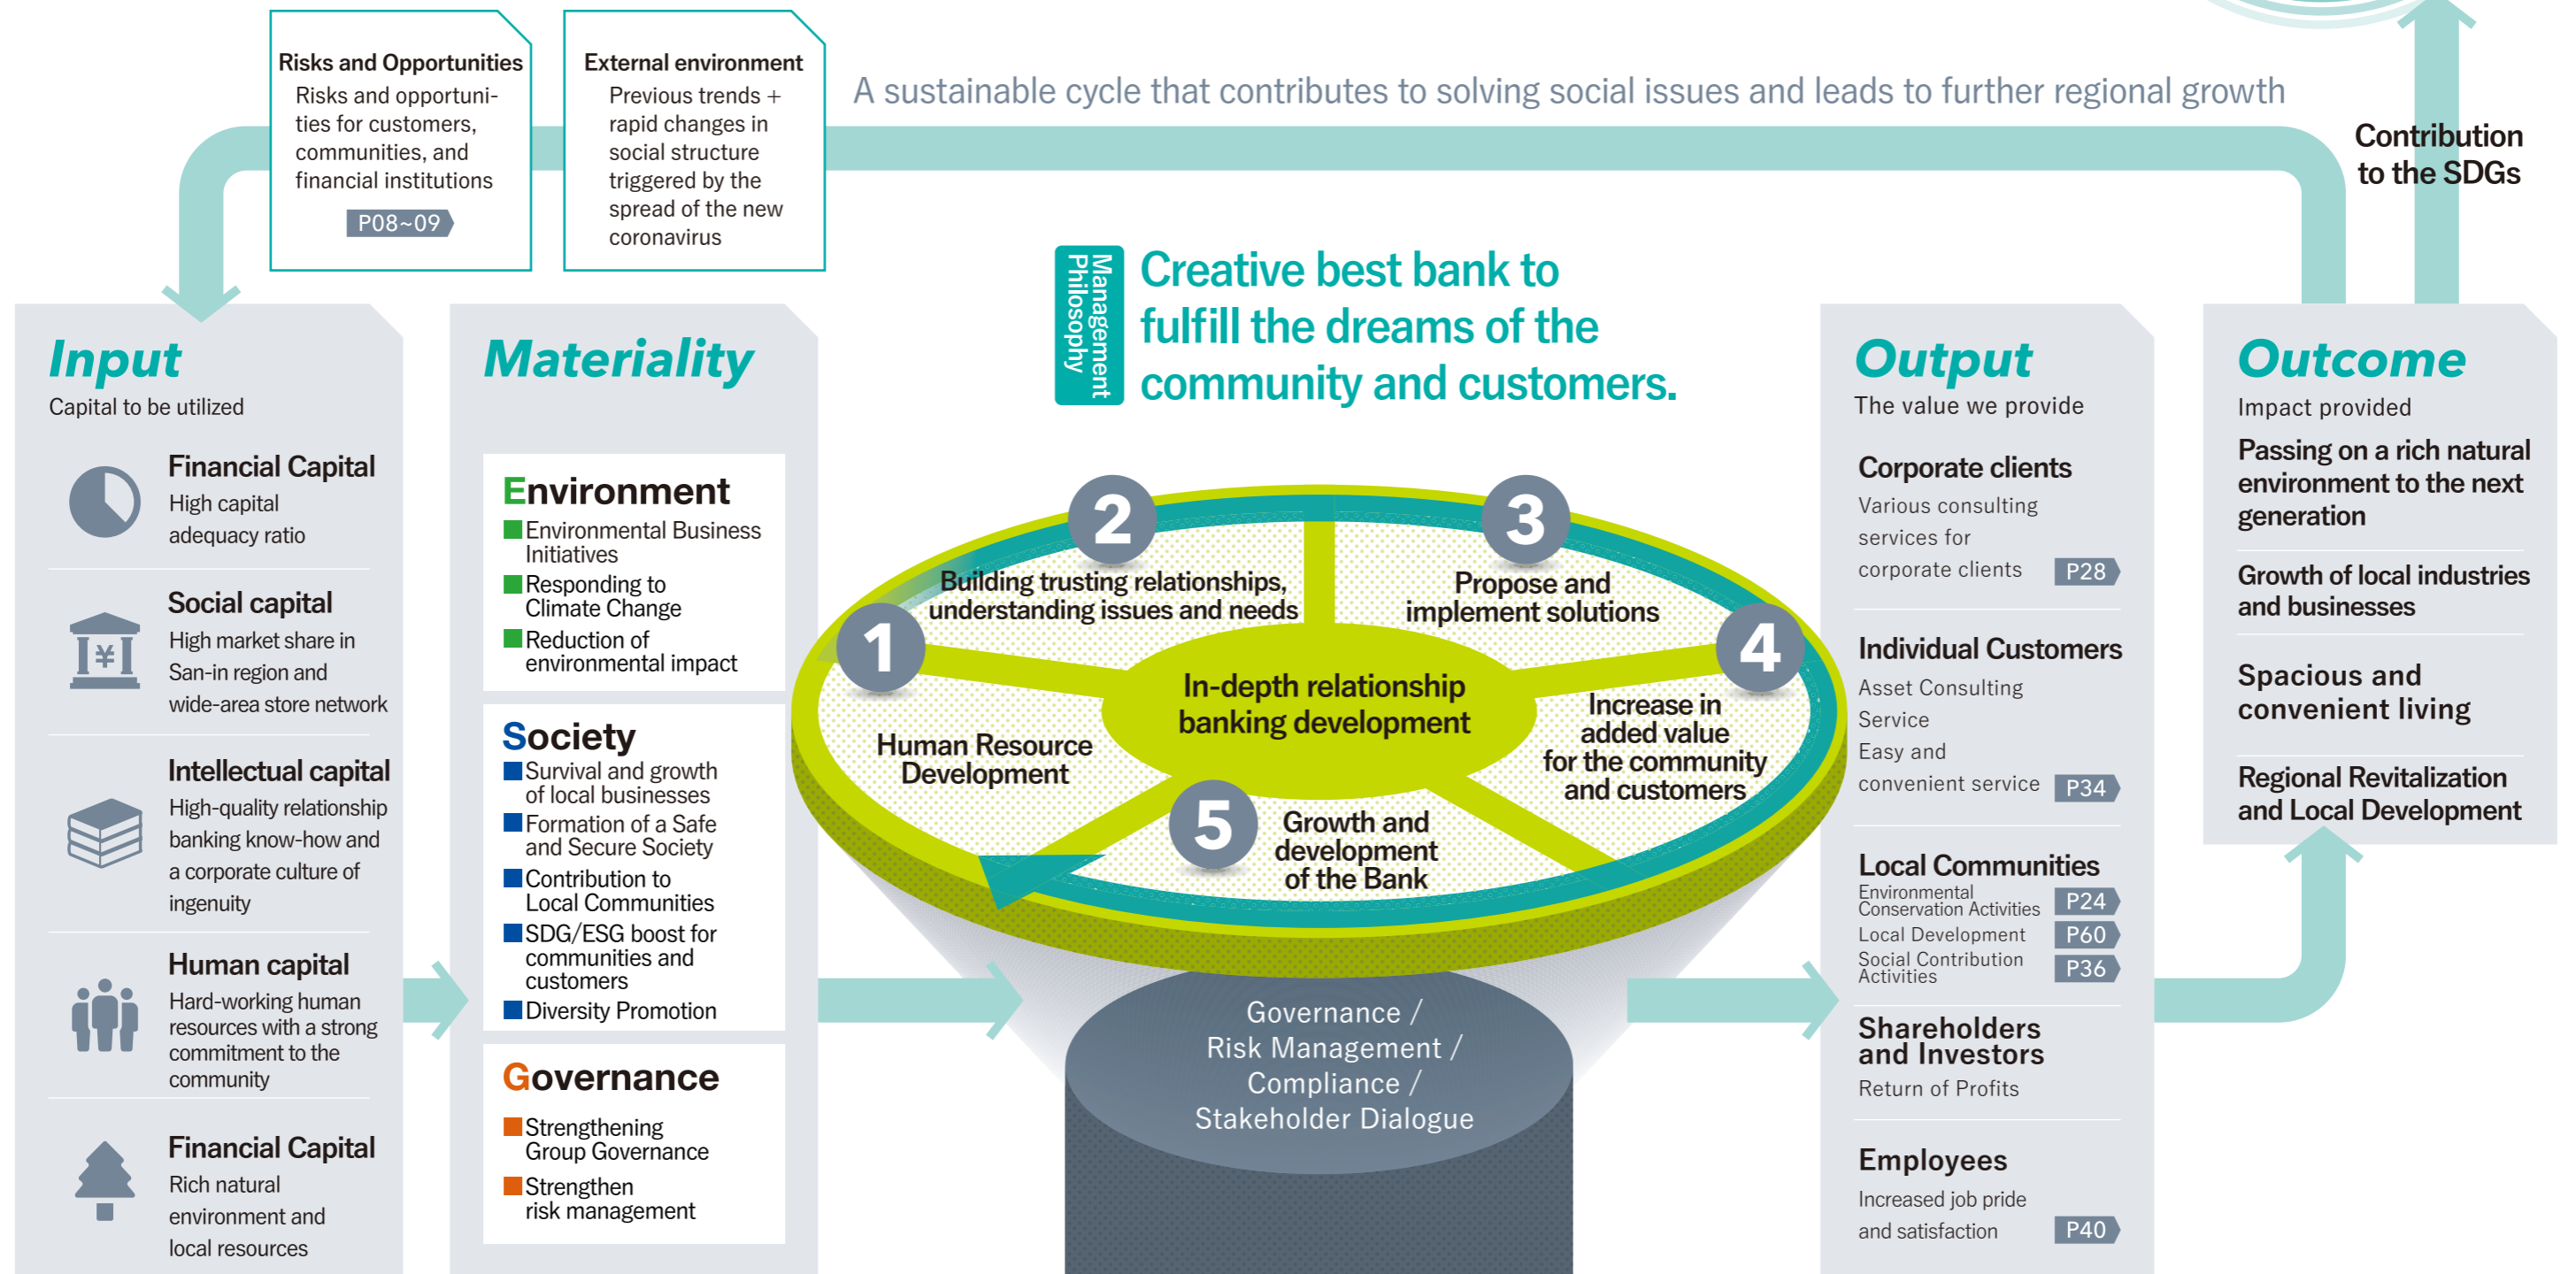 Risks and Opportunities
Risks and opportuni-
ties for customers,
communities, and
financial institutions
P08~09
External environment
Previous trends +
rapid changes in
social structure
triggered by the
spread of the new
coronavirus
A sustainable cycle that contributes to solving social issues and leads to further regional growth
Contribution
to the SDGs
Management
Philosophy
Creative best bank to
fulfill the dreams of the
community and customers.
Input
Capital to be utilized
Financial Capital
High capital
adequacy ratio
Social capital
High market share in
San-in region and
wide-area store network
Intellectual capital
High-quality relationship
banking know-how and
a corporate culture of
ingenuity
Human capital
Hard-working human
resources with a strong
commitment to the
community
Financial Capital
Rich natural
environment and
local resources
Materiality
Environment
Environmental Business
Initiatives
Responding to
Climate Change
Reduction of
environmental impact
Society
Survival and growth
of local businesses
Formation of a Safe
and Secure Society
Contribution to
Local Communities
SDG/ESG boost for
communities and
customers
Diversity Promotion
Governance
Strengthening
Group Governance
Strengthen
risk management
1
Human Resource
Development
2
Building trusting relationships,
understanding issues and needs
3
Propose and
implement solutions
4
Increase in
added value
for the community
and customers
5
Growth and
development
of the Bank
In-depth relationship
banking development
Governance /
Risk Management /
Compliance /
Stakeholder Dialogue
Output
The value we provide
Corporate clients
Various consulting
services for
corporate clients P28
Individual Customers
Asset Consulting
Service
Easy and
convenient service P34
Local Communities
Environmental
Conservation Activities P24
Local Development P60
Social Contribution
Activities P36
Shareholders
and Investors
Return of Profits
Employees
Increased job pride
and satisfaction P40
Outcome
Impact provided
Passing on a rich natural
environment to the next
generation
Growth of local industries
and businesses
Spacious and
convenient living
Regional Revitalization
and Local Development